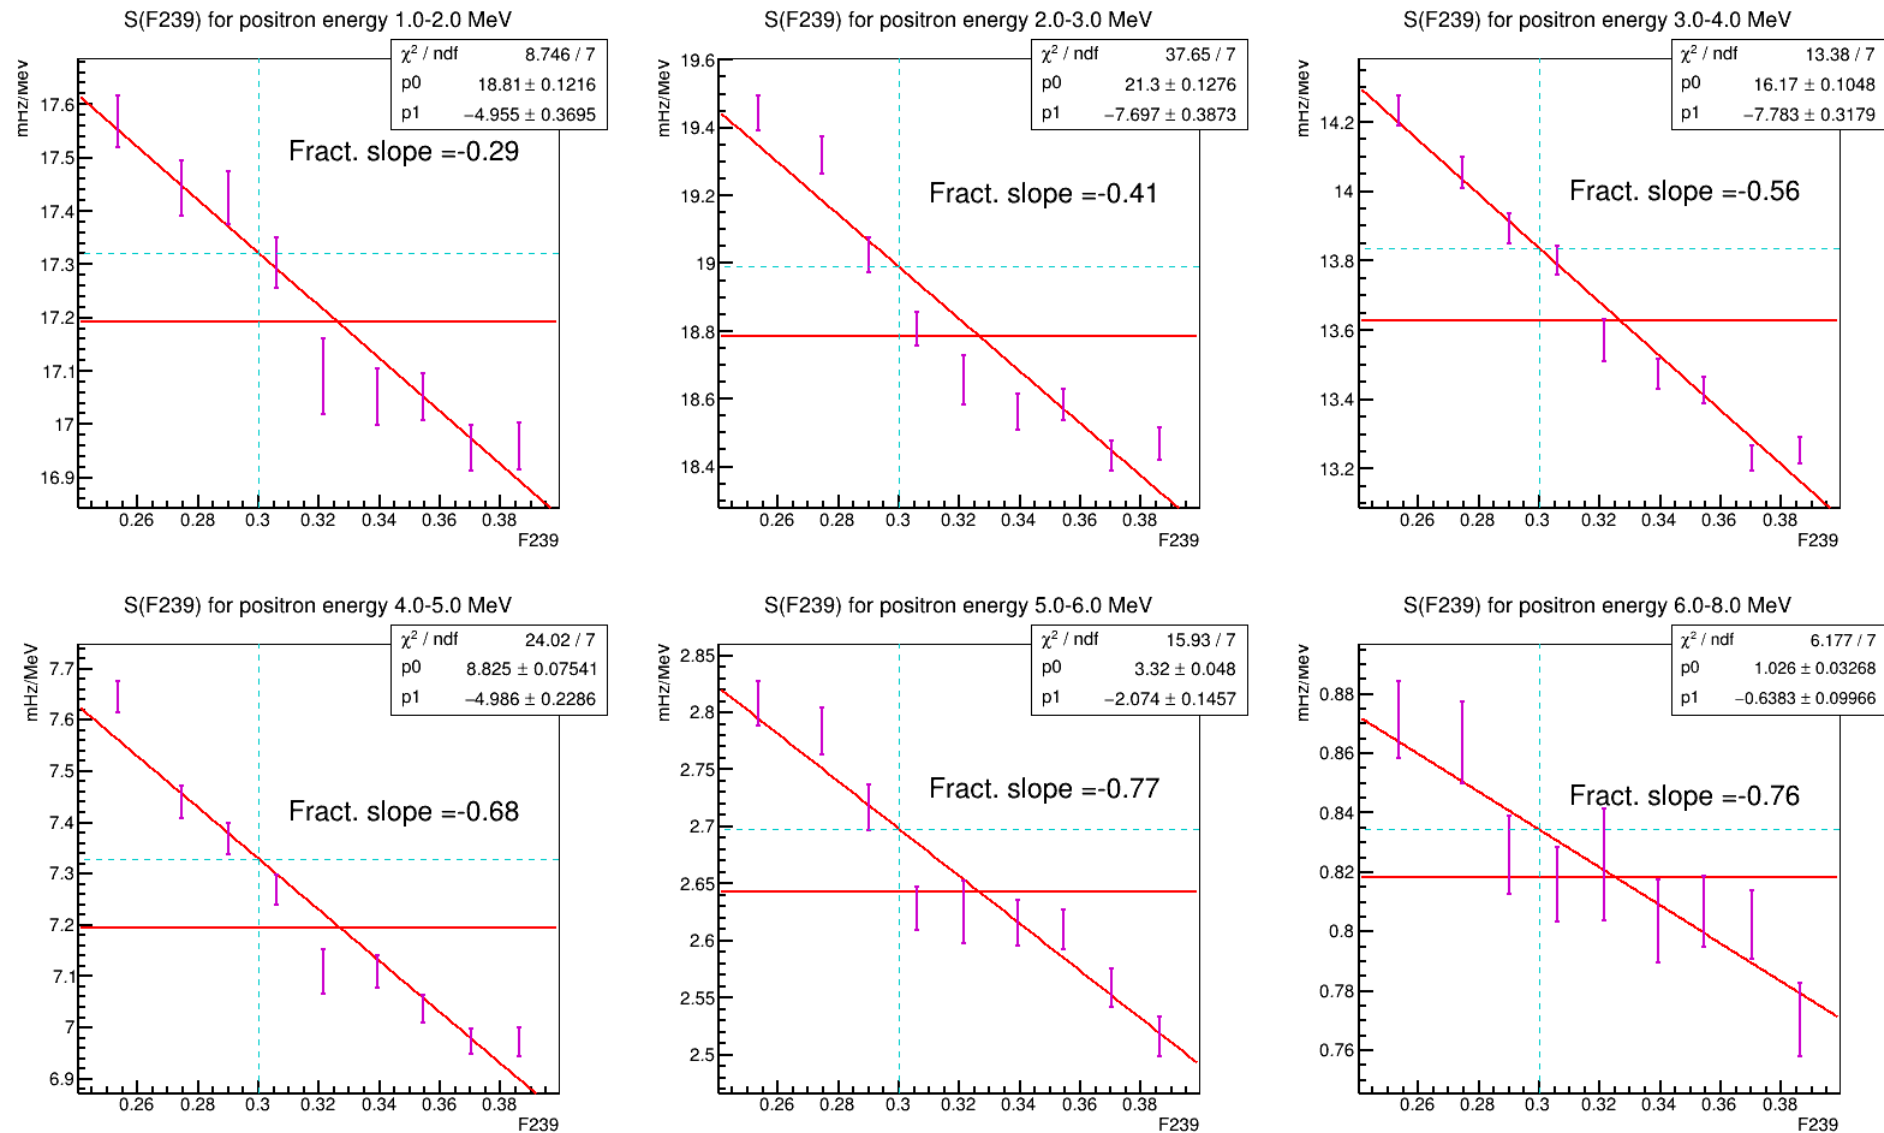 S(F239) for positron energy 1.0-2.0 MeV
χ² / ndf 8.746 / 7
p0 18.81 ± 0.1216
p1 −4.955 ± 0.3695
mHz/MeV
Fract. slope =-0.29
17.6
17.5
17.4
17.3
17.2
17.1
17
16.9
0.26 0.28 0.3 0.32 0.34 0.36 0.38
F239
S(F239) for positron energy 2.0-3.0 MeV
χ² / ndf 37.65 / 7
p0 21.3 ± 0.1276
p1 −7.697 ± 0.3873
mHz/MeV
Fract. slope =-0.41
19.6
19.4
19.2
19
18.8
18.6
18.4
0.26 0.28 0.3 0.32 0.34 0.36 0.38
F239
S(F239) for positron energy 3.0-4.0 MeV
χ² / ndf 13.38 / 7
p0 16.17 ± 0.1048
p1 −7.783 ± 0.3179
mHz/MeV
Fract. slope =-0.56
14.2
14
13.8
13.6
13.4
13.2
0.26 0.28 0.3 0.32 0.34 0.36 0.38
F239
S(F239) for positron energy 4.0-5.0 MeV
χ² / ndf 24.02 / 7
p0 8.825 ± 0.07541
p1 −4.986 ± 0.2286
mHz/MeV
Fract. slope =-0.68
7.7
7.6
7.5
7.4
7.3
7.2
7.1
7
6.9
0.26 0.28 0.3 0.32 0.34 0.36 0.38
F239
S(F239) for positron energy 5.0-6.0 MeV
χ² / ndf 15.93 / 7
p0 3.32 ± 0.048
p1 −2.074 ± 0.1457
mHz/MeV
Fract. slope =-0.77
2.85
2.8
2.75
2.7
2.65
2.6
2.55
2.5
0.26 0.28 0.3 0.32 0.34 0.36 0.38
F239
S(F239) for positron energy 6.0-8.0 MeV
χ² / ndf 6.177 / 7
p0 1.026 ± 0.03268
p1 −0.6383 ± 0.09966
mHz/MeV
Fract. slope =-0.76
0.88
0.86
0.84
0.82
0.8
0.78
0.76
0.26 0.28 0.3 0.32 0.34 0.36 0.38
F239